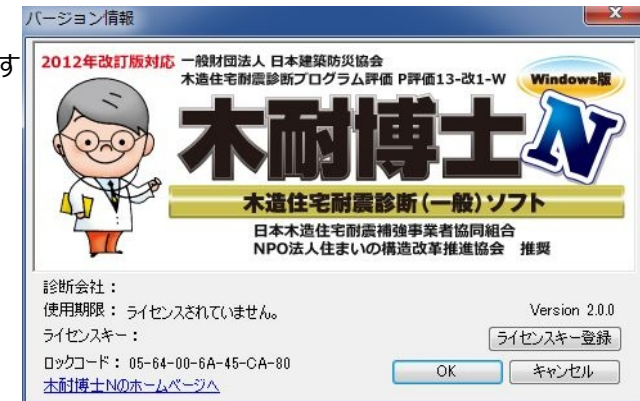 バージョン情報
す
2012年改訂版対応
一般財団法人 日本建築防災協会
木造住宅耐震診断プログラム評価 P評価13-改1-W
Windows版
木耐博士N
木造住宅耐震診断(一般)ソフト
日本木造住宅耐震補強事業者協同組合
NPO法人住まいの構造改革推進協会 推奨
診断会社:
使用期限: ライセンスされていません。
Version 2.0.0
ライセンスキー:
ライセンスキー登録
ロックコード: 05-64-00-6A-45-CA-80
木耐博士Nのホームページへ
OK
キャンセル